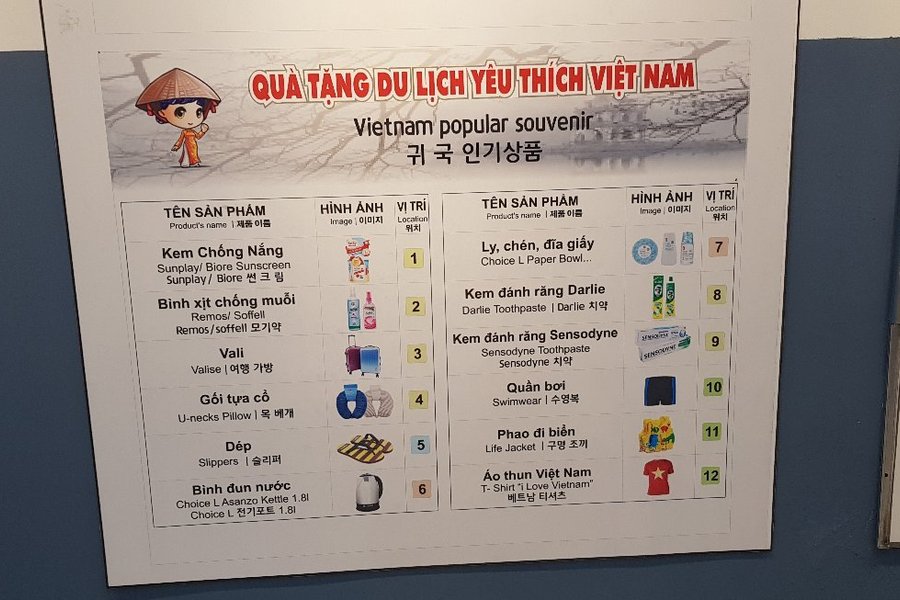 QUÀ TẶNG DU LỊCH YÊU THÍCH VIỆT NAM
Vietnam popular souvenir
귀 국 인기상품
TÊN SẢN PHẨM
Product's name | 제품 이름
HÌNH ẢNH
Image | 이미지
VỊ TRÍ
Location
위치
Kem Chống Nắng
Sunplay/ Biore Sunscreen
Sunplay/ Biore 썬 크 림
1
Bình xịt chống muỗi
Remos/ Soffell
Remos/soffell 모기약
2
Vali
Valise | 여행 가방
3
Gối tựa cổ
U-necks Pillow | 목 베개
4
Dép
Slippers | 슬리퍼
5
Bình đun nước
Choice L Asanzo Kettle 1.8l
Choice L 전기포트 1.8l
6
TÊN SẢN PHẨM
Product's name | 제품 이름
HÌNH ẢNH
Image | 이미지
VỊ TRÍ
Location
위치
Ly, chén, đĩa giấy
Choice L Paper Bowl...
7
Kem đánh răng Darlie
Darlie Toothpaste | Darlie 치약
8
Kem đánh răng Sensodyne
Sensodyne Toothpaste
Sensodyne 치약
SENSODYNE
SENSODYNE
9
Quần bơi
Swimwear | 수영복
10
Phao đi biển
Life Jacket | 구명 조끼
11
Áo thun Việt Nam
T- Shirt "i Love Vietnam"
베트남 티셔츠
12